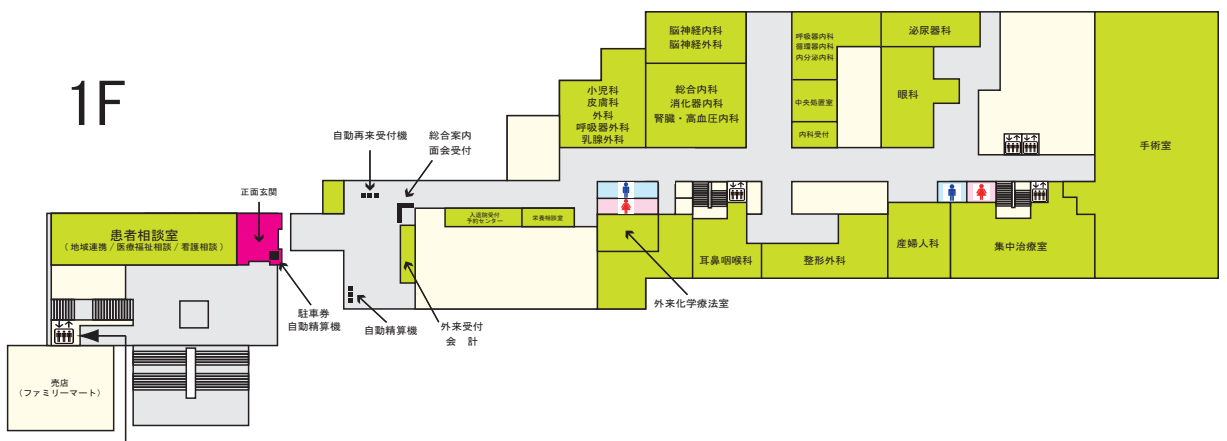 1F
脳神経内科
脳神経外科
呼吸器内科
循環器内科
内分泌内科
泌尿器科
小児科
皮膚科
外科
呼吸器外科
乳腺外科
総合内科
消化器内科
腎臓・高血圧内科
中央処置室
内科受付
眼科
手術室
自動再来受付機
総合案内
面会受付
正面玄関
患者相談室
(地域連携/医療福祉相談/看護相談)
入退院受付
予約センター
栄養相談室
耳鼻咽喉科
整形外科
産婦人科
集中治療室
外来化学療法室
駐車券
自動精算機
自動精算機
外来受付
会 計
売店
(ファミリーマート)